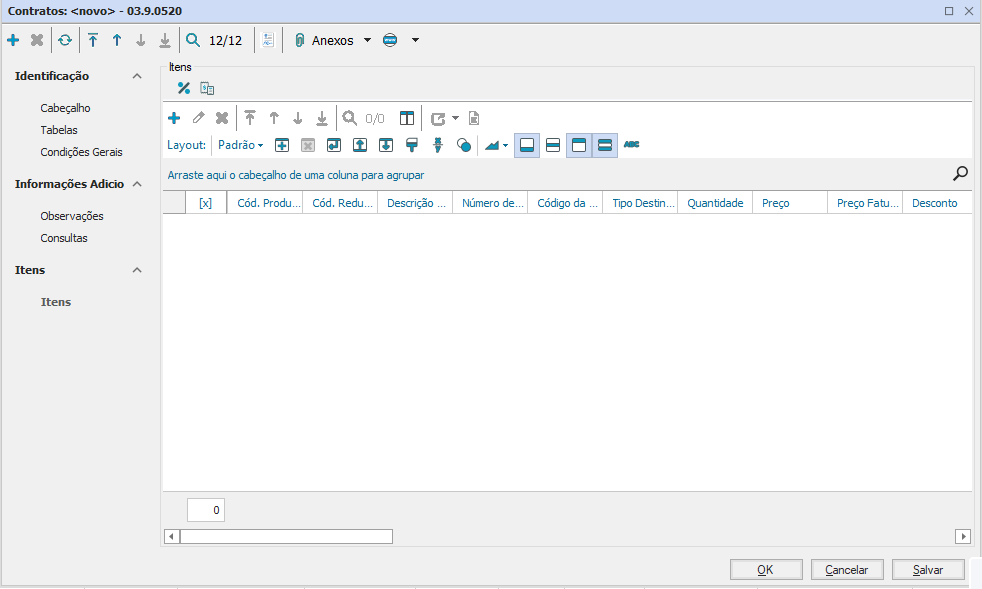 Contratos: <novo> - 03.9.0520
12/12 Anexos
Identificação
Cabeçalho
Tabelas
Condições Gerais
Informações Adicio
Observações
Consultas
Itens
Itens
Itens
0/0
Layout: Padrão ABC
Arraste aqui o cabeçalho de uma coluna para agrupar
[x] Cód. Produ... Cód. Redu... Descrição ... Número de... Código da ... Tipo Destin... Quantidade Preço Preço Fatu... Desconto
0
OK Cancelar Salvar